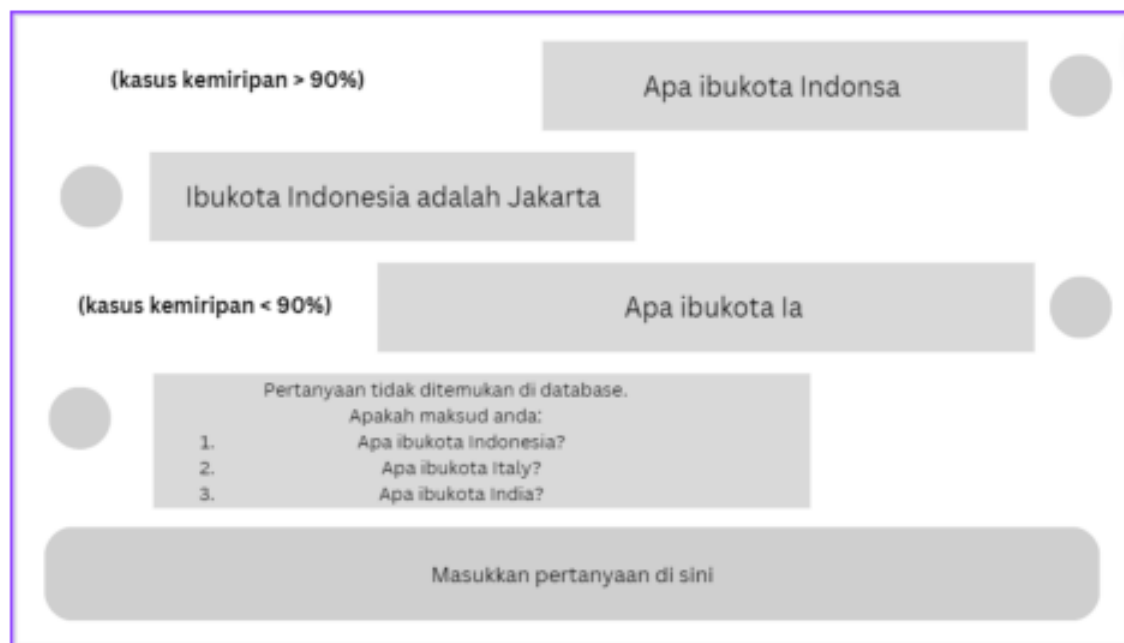 (kasus kemiripan > 90%)
Apa ibukota Indonsa
Ibukota Indonesia adalah Jakarta
(kasus kemiripan < 90%)
Apa ibukota Ia
Pertanyaan tidak ditemukan di database.
Apakah maksud anda:
1. Apa ibukota Indonesia?
2. Apa ibukota Italy?
3. Apa ibukota India?
Masukkan pertanyaan di sini